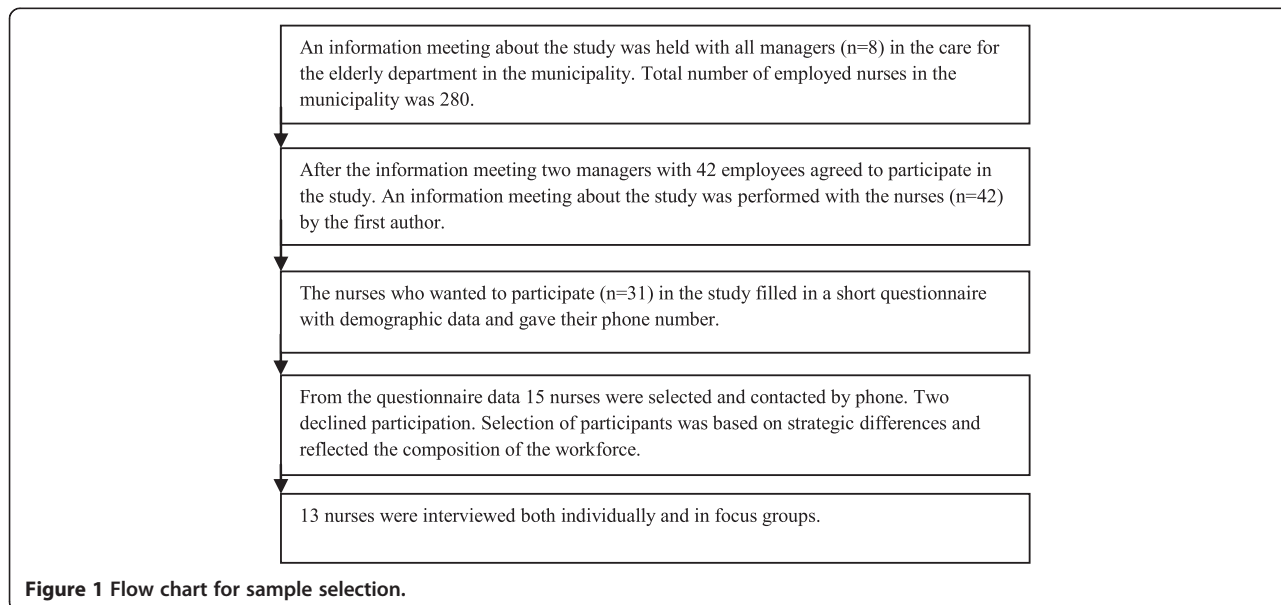 An information meeting about the study was held with all managers (n=8) in the care for
the elderly department in the municipality. Total number of employed nurses in the
municipality was 280.
After the information meeting two managers with 42 employees agreed to participate in
the study. An information meeting about the study was performed with the nurses (n=42)
by the first author.
The nurses who wanted to participate (n=31) in the study filled in a short questionnaire
with demographic data and gave their phone number.
From the questionnaire data 15 nurses were selected and contacted by phone. Two
declined participation. Selection of participants was based on strategic differences and
reflected the composition of the workforce.
13 nurses were interviewed both individually and in focus groups.
Figure 1 Flow chart for sample selection.